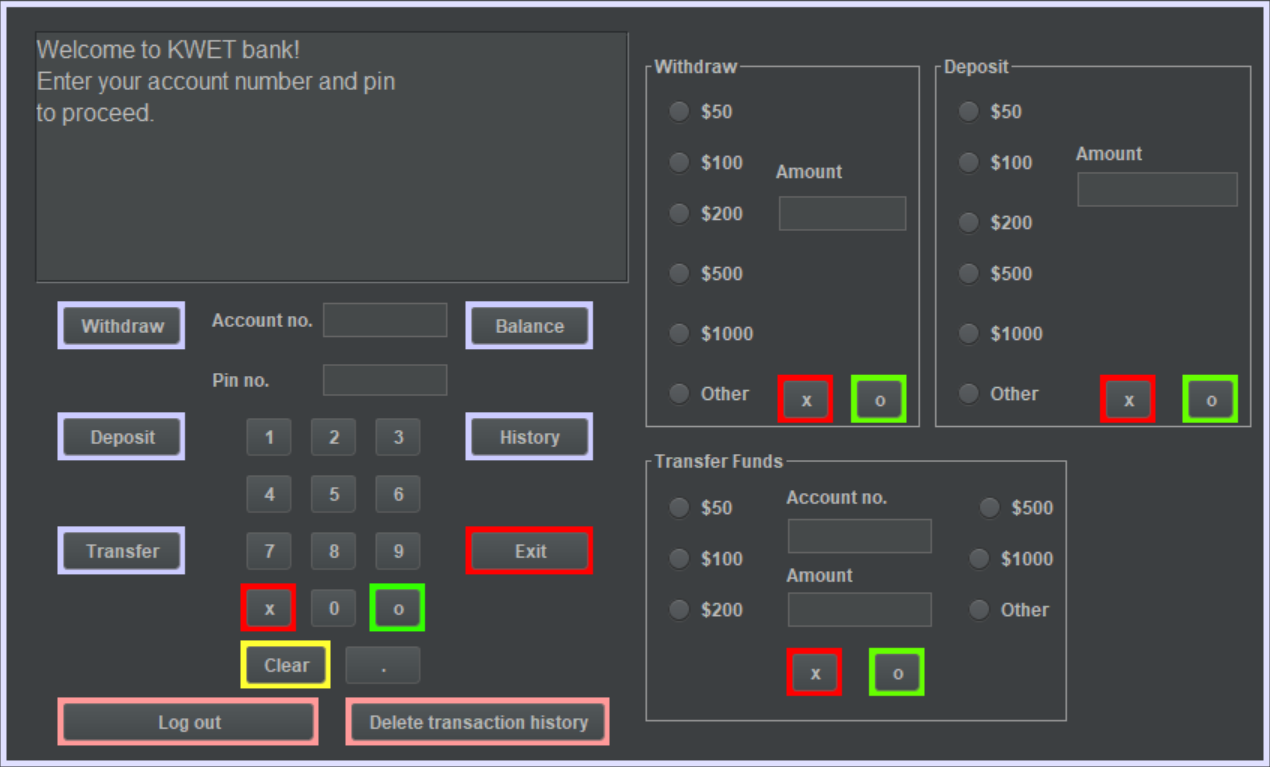 Welcome to KWET bank!
Enter your account number and pin
to proceed.
Withdraw
Account no.
Balance
Pin no.
Deposit
1 2 3
History
4 5 6
Transfer
7 8 9
Exit
x 0 o
Clear .
Log out
Delete transaction history
Withdraw
$50
$100
Amount
$200
$500
$1000
Other
x o
Deposit
$50
Amount
$100
$200
$500
$1000
Other
x o
Transfer Funds
$50
Account no.
$500
$100
$1000
Amount
$200
Other
x o